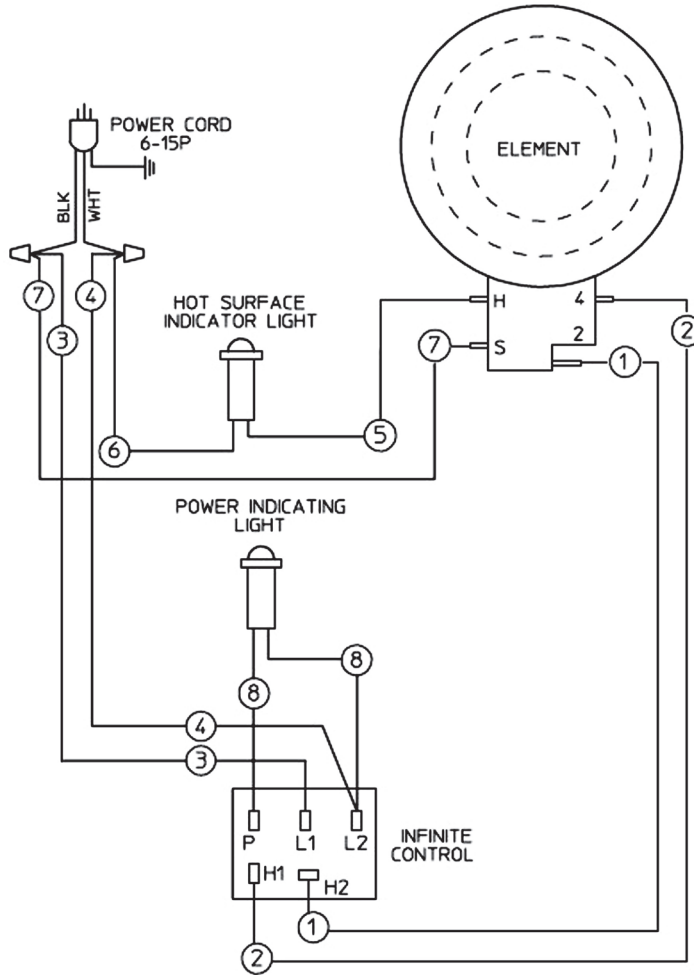 POWER CORD
6-15P
BLK
WHT
ELEMENT
7
4
3
HOT SURFACE
INDICATOR LIGHT
H
4
S
2
7
2
1
5
6
POWER INDICATING
LIGHT
8
8
4
3
P
L1
L2
H1
H2
INFINITE
CONTROL
1
2